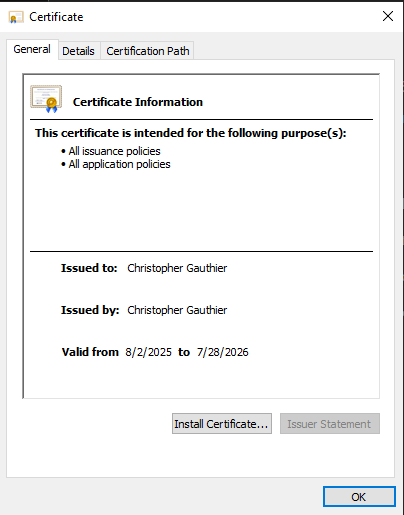 Certificate
General Details Certification Path
Certificate Information
This certificate is intended for the following purpose(s):
• All issuance policies
• All application policies
Issued to: Christopher Gauthier
Issued by: Christopher Gauthier
Valid from 8/2/2025 to 7/28/2026
Install Certificate... Issuer Statement
OK